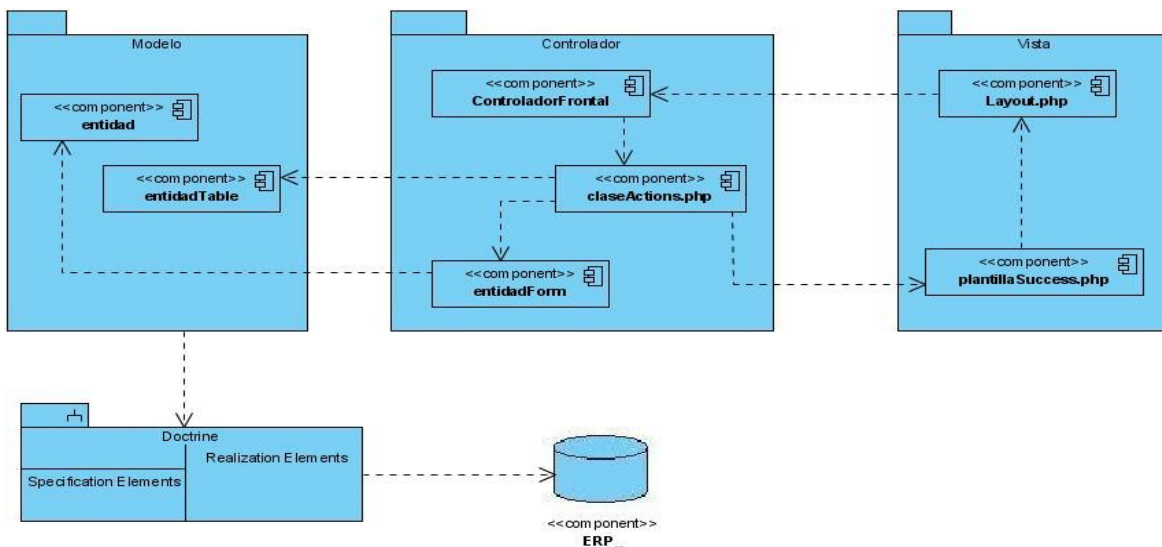 Modelo
<<component>>
entidad
<<component>>
entidadTable
Controlador
<<component>>
ControladorFrontal
<<component>>
claseActions.php
<<component>>
entidadForm
Vista
<<component>>
Layout.php
<<component>>
plantillaSuccess.php
Doctrine
Specification Elements
Realization Elements
<<component>>
ERP_